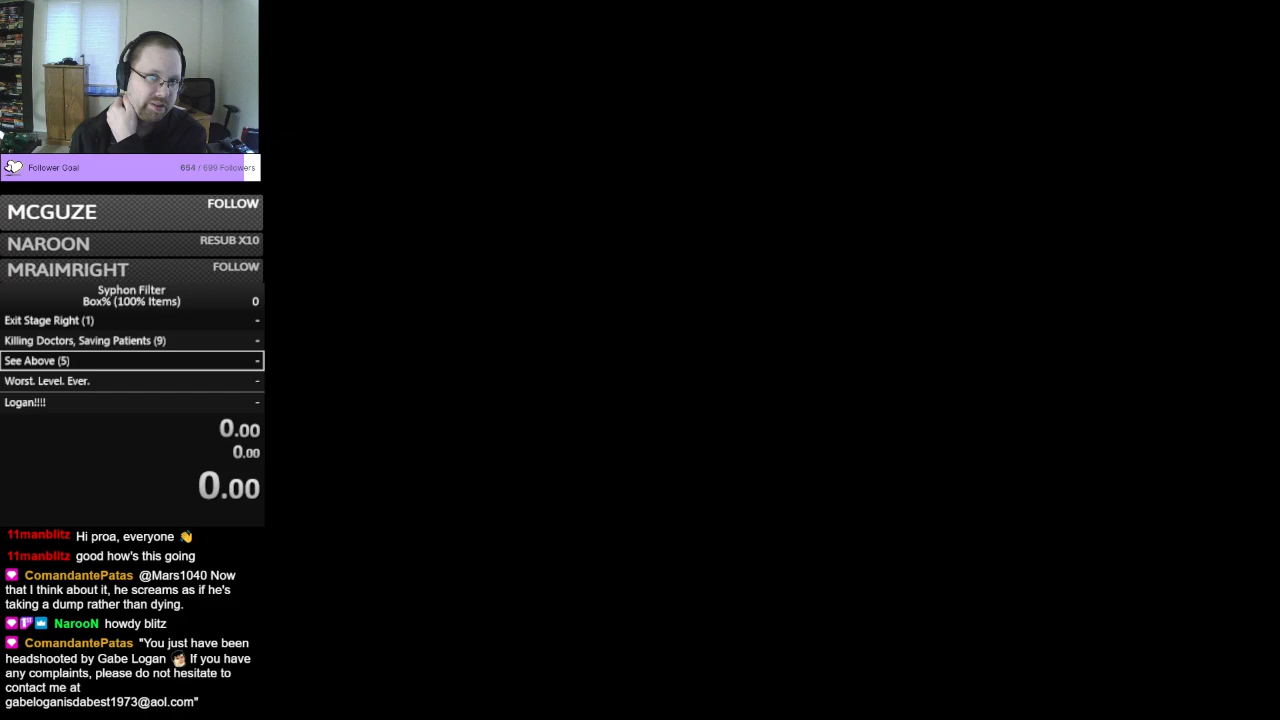 Follower Goal 654 / 699 Followers
MCGUZE FOLLOW
NAROON RESUB X10
MRAIMRIGHT FOLLOW
Syphon Filter
Box% (100% Items) 0
Exit Stage Right (1) -
Killing Doctors, Saving Patients (9) -
See Above (5) -
Worst. Level. Ever. -
Logan!!!! -
0.00
0.00
0.00
11manblitz Hi proa, everyone 👋
11manblitz good how's this going
ComandantePatas @Mars1040 Now
that I think about it, he screams as if he's
taking a dump rather than dying.
NarooN howdy blitz
ComandantePatas "You just have been
headshooted by Gabe Logan If you have
any complaints, please do not hesitate to
contact me at
gabeloganisdabest1973@aol.com"